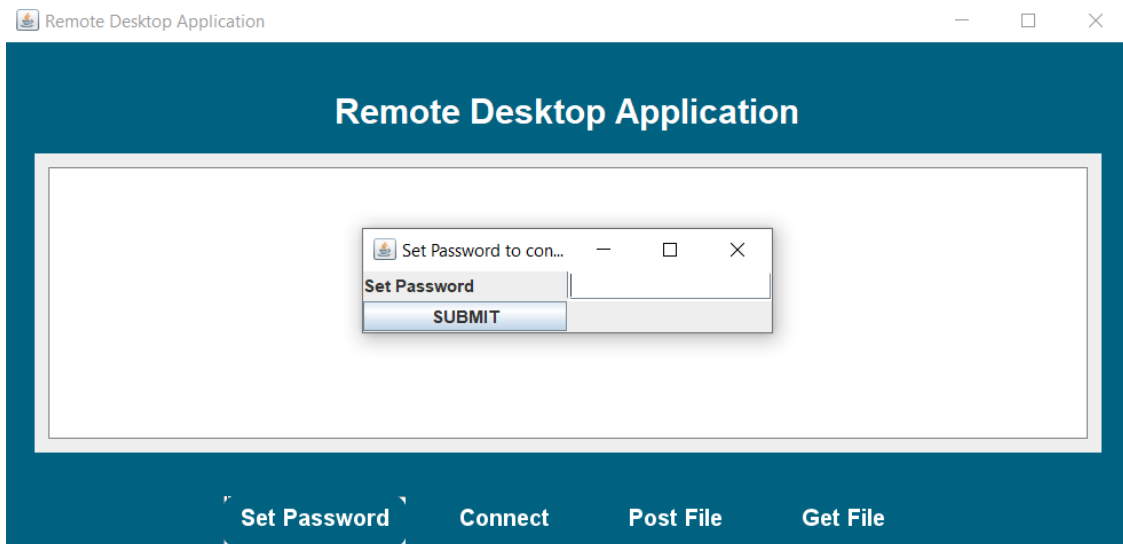 Remote Desktop Application
Remote Desktop Application
Set Password to con...
Set Password
SUBMIT
Set Password Connect Post File Get File